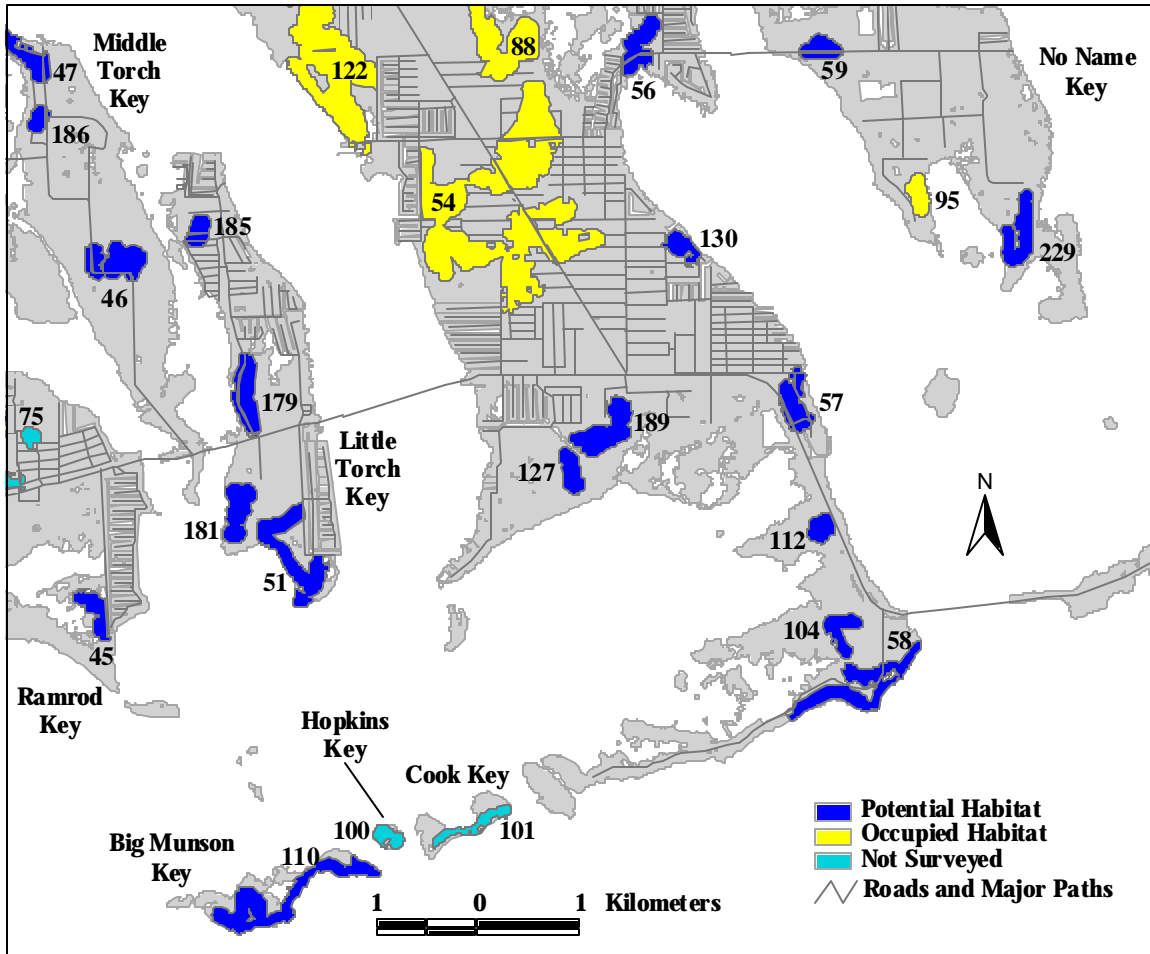 Middle
Torch
Key
47
186
122
88
56
59
No Name
Key
54
95
185
130
229
46
179
75
57
189
Little
Torch
Key
127
N
181
112
51
104
58
45
Ramrod
Key
Hopkins
Key
Cook Key
100
101
Big Munson
Key
110
Potential Habitat
Occupied Habitat
Not Surveyed
Roads and Major Paths
1 0 1 Kilometers